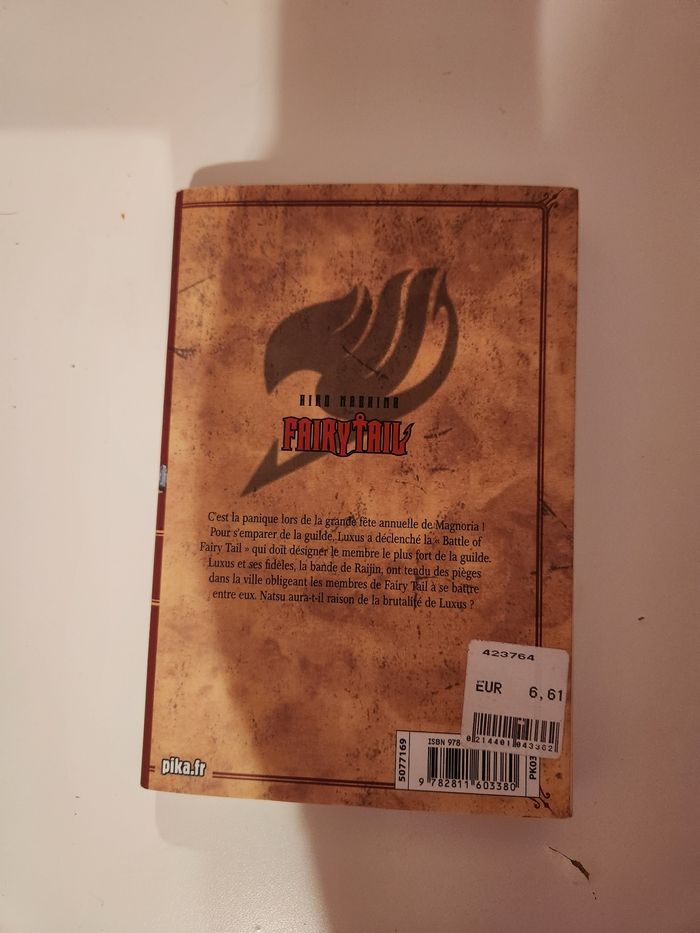 HIRO MASHIMA
FAIRY TAIL
C'est la panique lors de la grande fête annuelle de Magnoria !
Pour s'emparer de la guilde, Luxus a déclenché la « Battle of
Fairy Tail » qui doit désigner le membre le plus fort de la guilde.
Luxus et ses fidèles, la bande de Raijin, ont tendu des pièges
dans la ville obligeant les membres de Fairy Tail à se battre
entre eux. Natsu aura-t-il raison de la brutalité de Luxus ?
423764
EUR 6,61
0214401043362
pika.fr
5077169
ISBN 978-
9 782811 603380
PK03